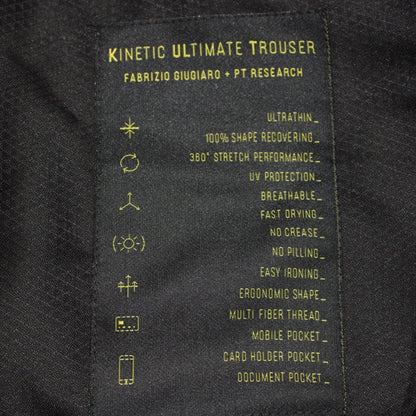 KINETIC ULTIMATE TROUSER
FABRIZIO GIUGIARO + PT RESEARCH
ULTRATHIN_
100% SHAPE RECOVERING_
360° STRETCH PERFORMANCE_
UV PROTECTION_
BREATHABLE_
FAST DRYING_
NO CREASE_
NO PILLING_
EASY IRONING_
ERGONOMIC SHAPE_
MULTI FIBER THREAD_
MOBILE POCKET_
CARD HOLDER POCKET_
DOCUMENT POCKET_